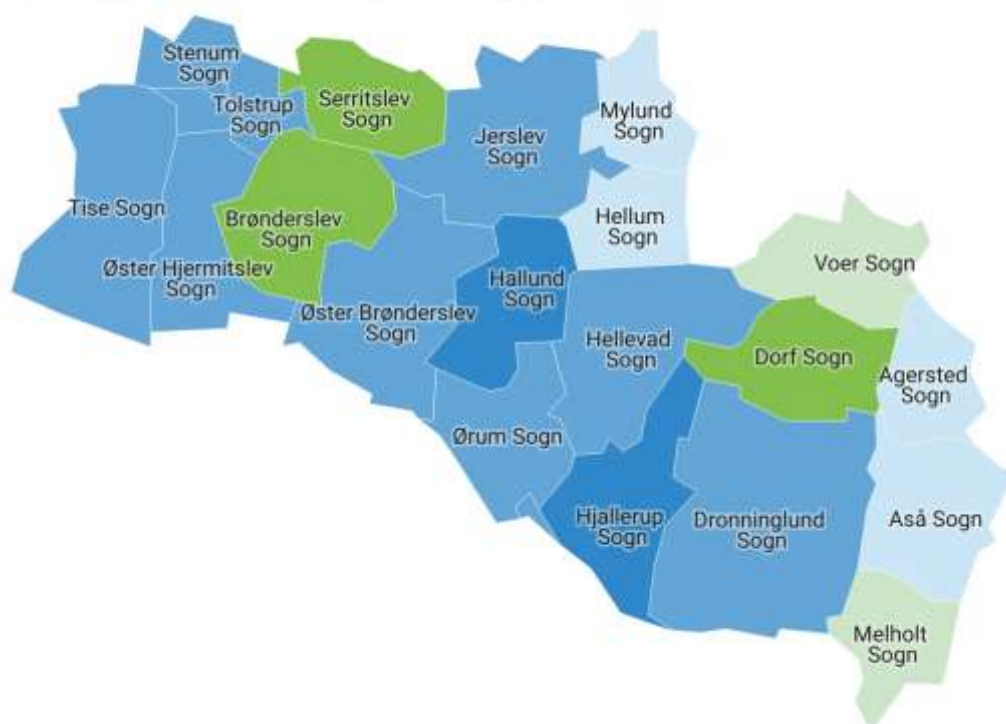 Stenum
Sogn
Tolstrup
Sogn
Serritslev
Sogn
Jerslev
Sogn
Mylund
Sogn
Tise Sogn
Brønderslev
Sogn
Hellum
Sogn
Øster Hjermitslev
Sogn
Hallund
Sogn
Voer Sogn
Øster Brønderslev
Sogn
Hellevad
Sogn
Dorf Sogn
Agersted
Sogn
Ørum Sogn
Hjallerup
Sogn
Dronninglund
Sogn
Aså Sogn
Melholt
Sogn